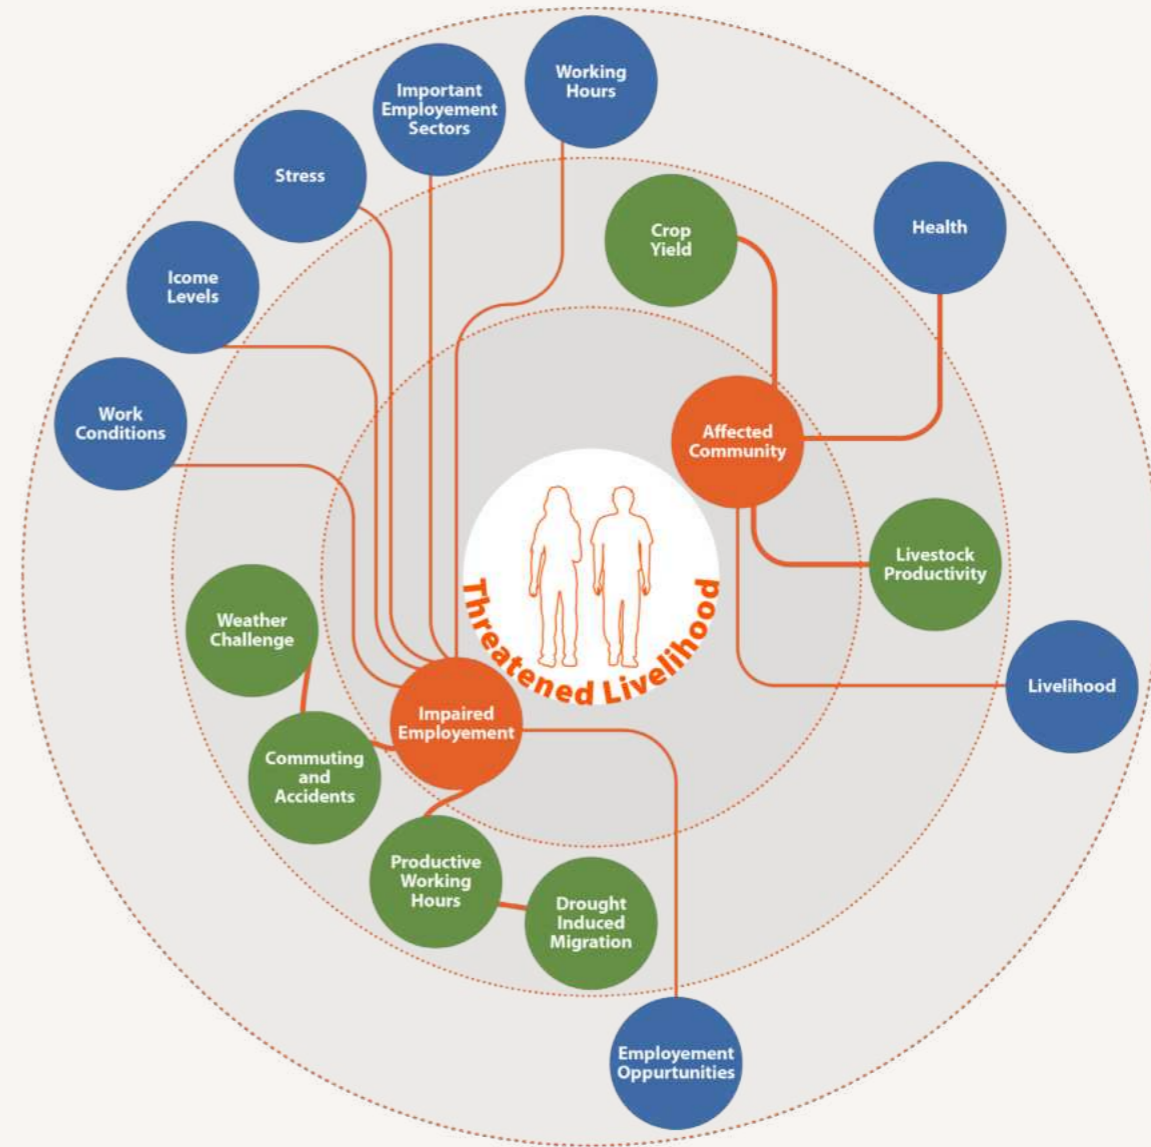 Working
Hours
Important
Employement
Sectors
Stress
Icome
Levels
Work
Conditions
Crop
Yield
Health
Affected
Community
Livestock
Productivity
Livelihood
Threatened Livelihood
Weather
Challenge
Impaired
Employement
Commuting
and
Accidents
Productive
Working
Hours
Drought
Induced
Migration
Employement
Oppurtunities